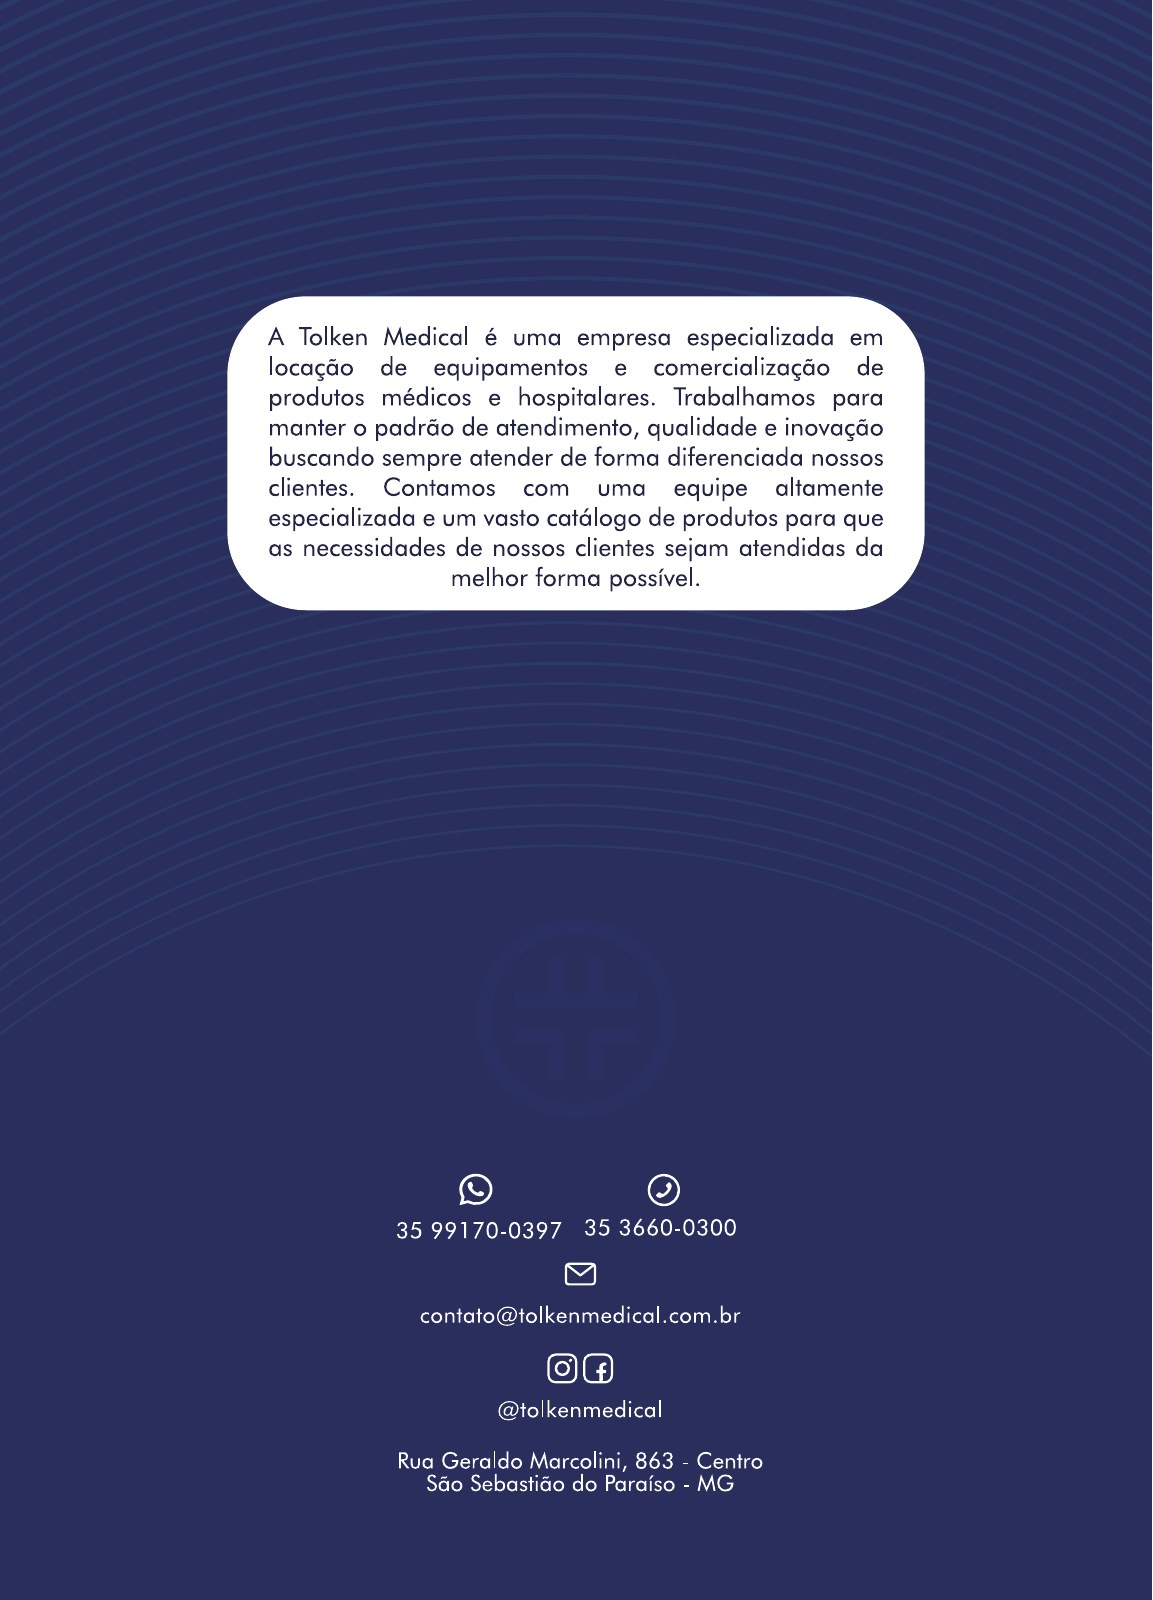 A Tolken Medical é uma empresa especializada em
locação de equipamentos e comercialização de
produtos médicos e hospitalares. Trabalhamos para
manter o padrão de atendimento, qualidade e inovação
buscando sempre atender de forma diferenciada nossos
clientes. Contamos com uma equipe altamente
especializada e um vasto catálogo de produtos para que
as necessidades de nossos clientes sejam atendidas da
melhor forma possível.
35 99170-0397 35 3660-0300
contato@tolkenmedical.com.br
@tolkenmedical
Rua Geraldo Marcolini, 863 - Centro
São Sebastião do Paraíso - MG